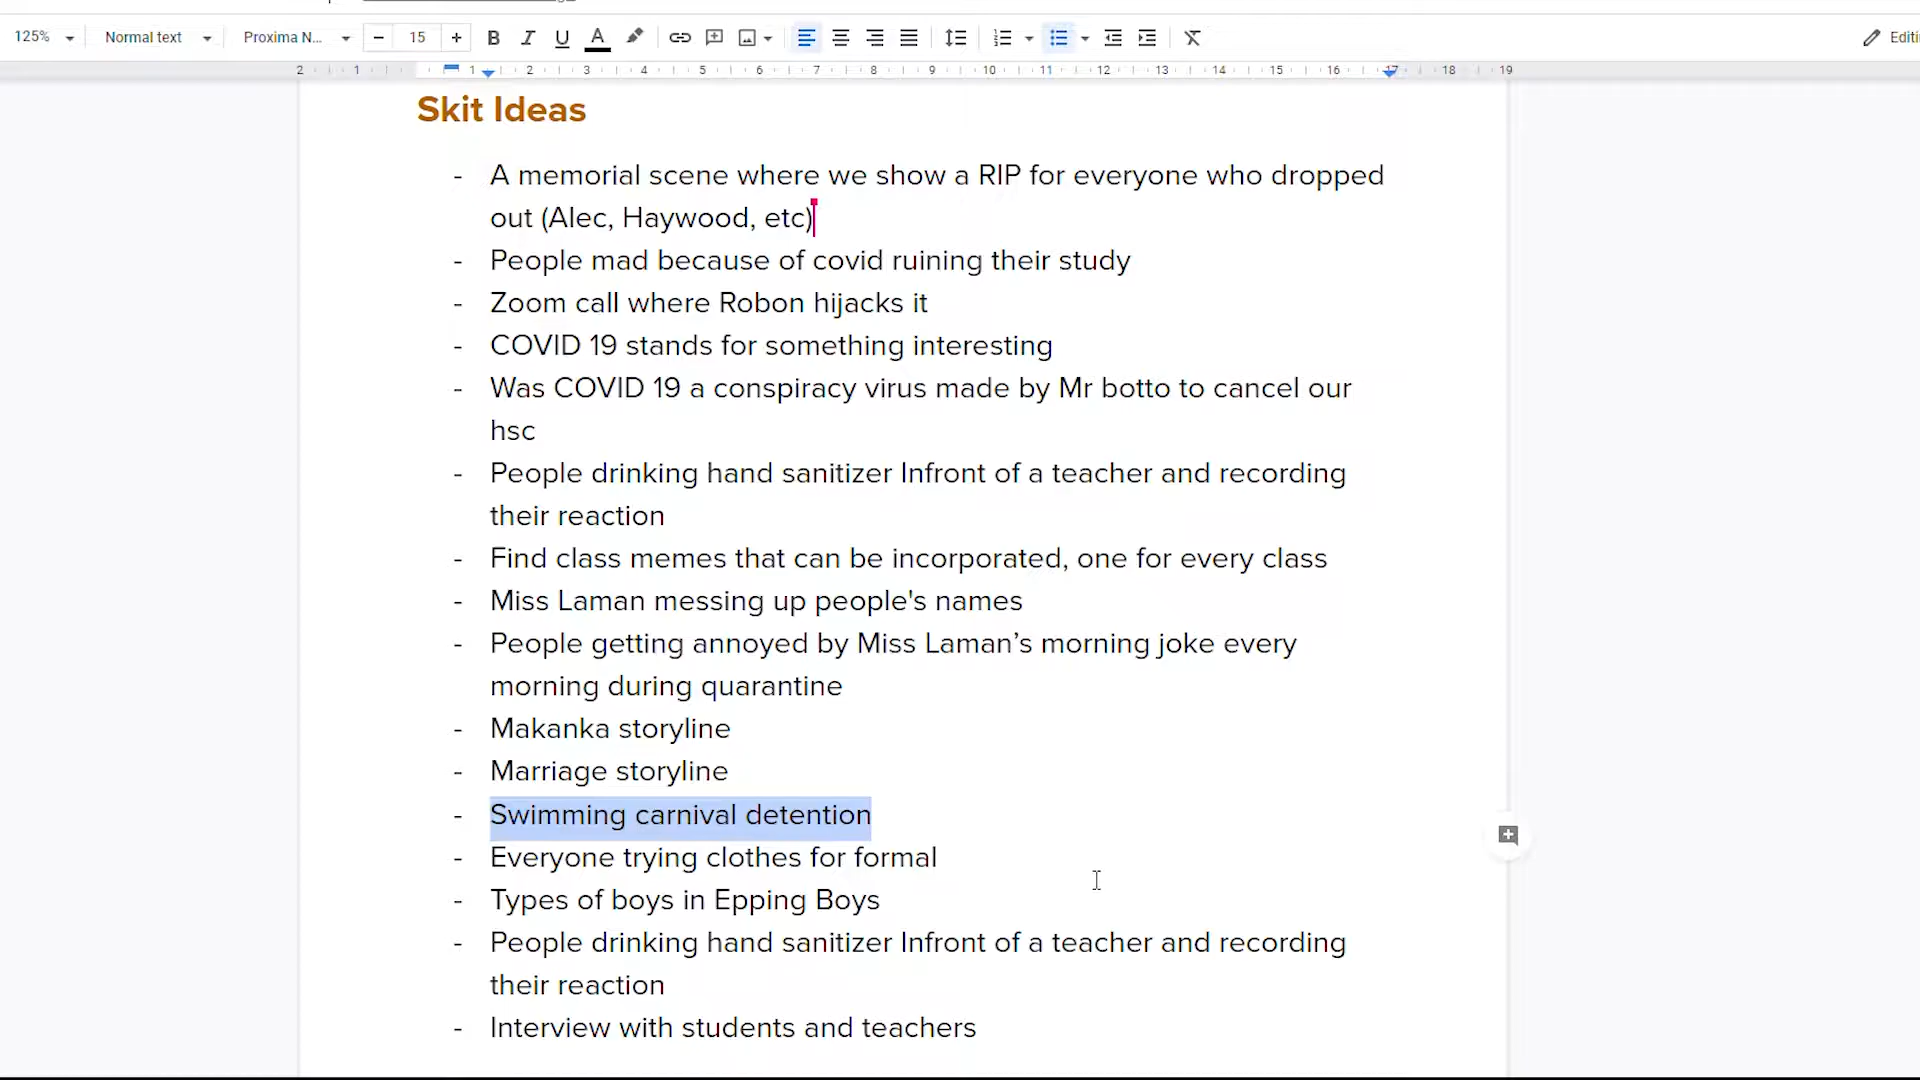 125% Normal text Proxima N... 15 B I U A Editi
2 1 1 2 3 4 5 6 7 8 9 10 11 12 13 14 15 16 17 18 19
Skit Ideas
- A memorial scene where we show a RIP for everyone who dropped
out (Alec, Haywood, etc)
- People mad because of covid ruining their study
- Zoom call where Robon hijacks it
- COVID 19 stands for something interesting
- Was COVID 19 a conspiracy virus made by Mr botto to cancel our
hsc
- People drinking hand sanitizer Infront of a teacher and recording
their reaction
- Find class memes that can be incorporated, one for every class
- Miss Laman messing up people's names
- People getting annoyed by Miss Laman’s morning joke every
morning during quarantine
- Makanka storyline
- Marriage storyline
- Swimming carnival detention
- Everyone trying clothes for formal
- Types of boys in Epping Boys
- People drinking hand sanitizer Infront of a teacher and recording
their reaction
- Interview with students and teachers